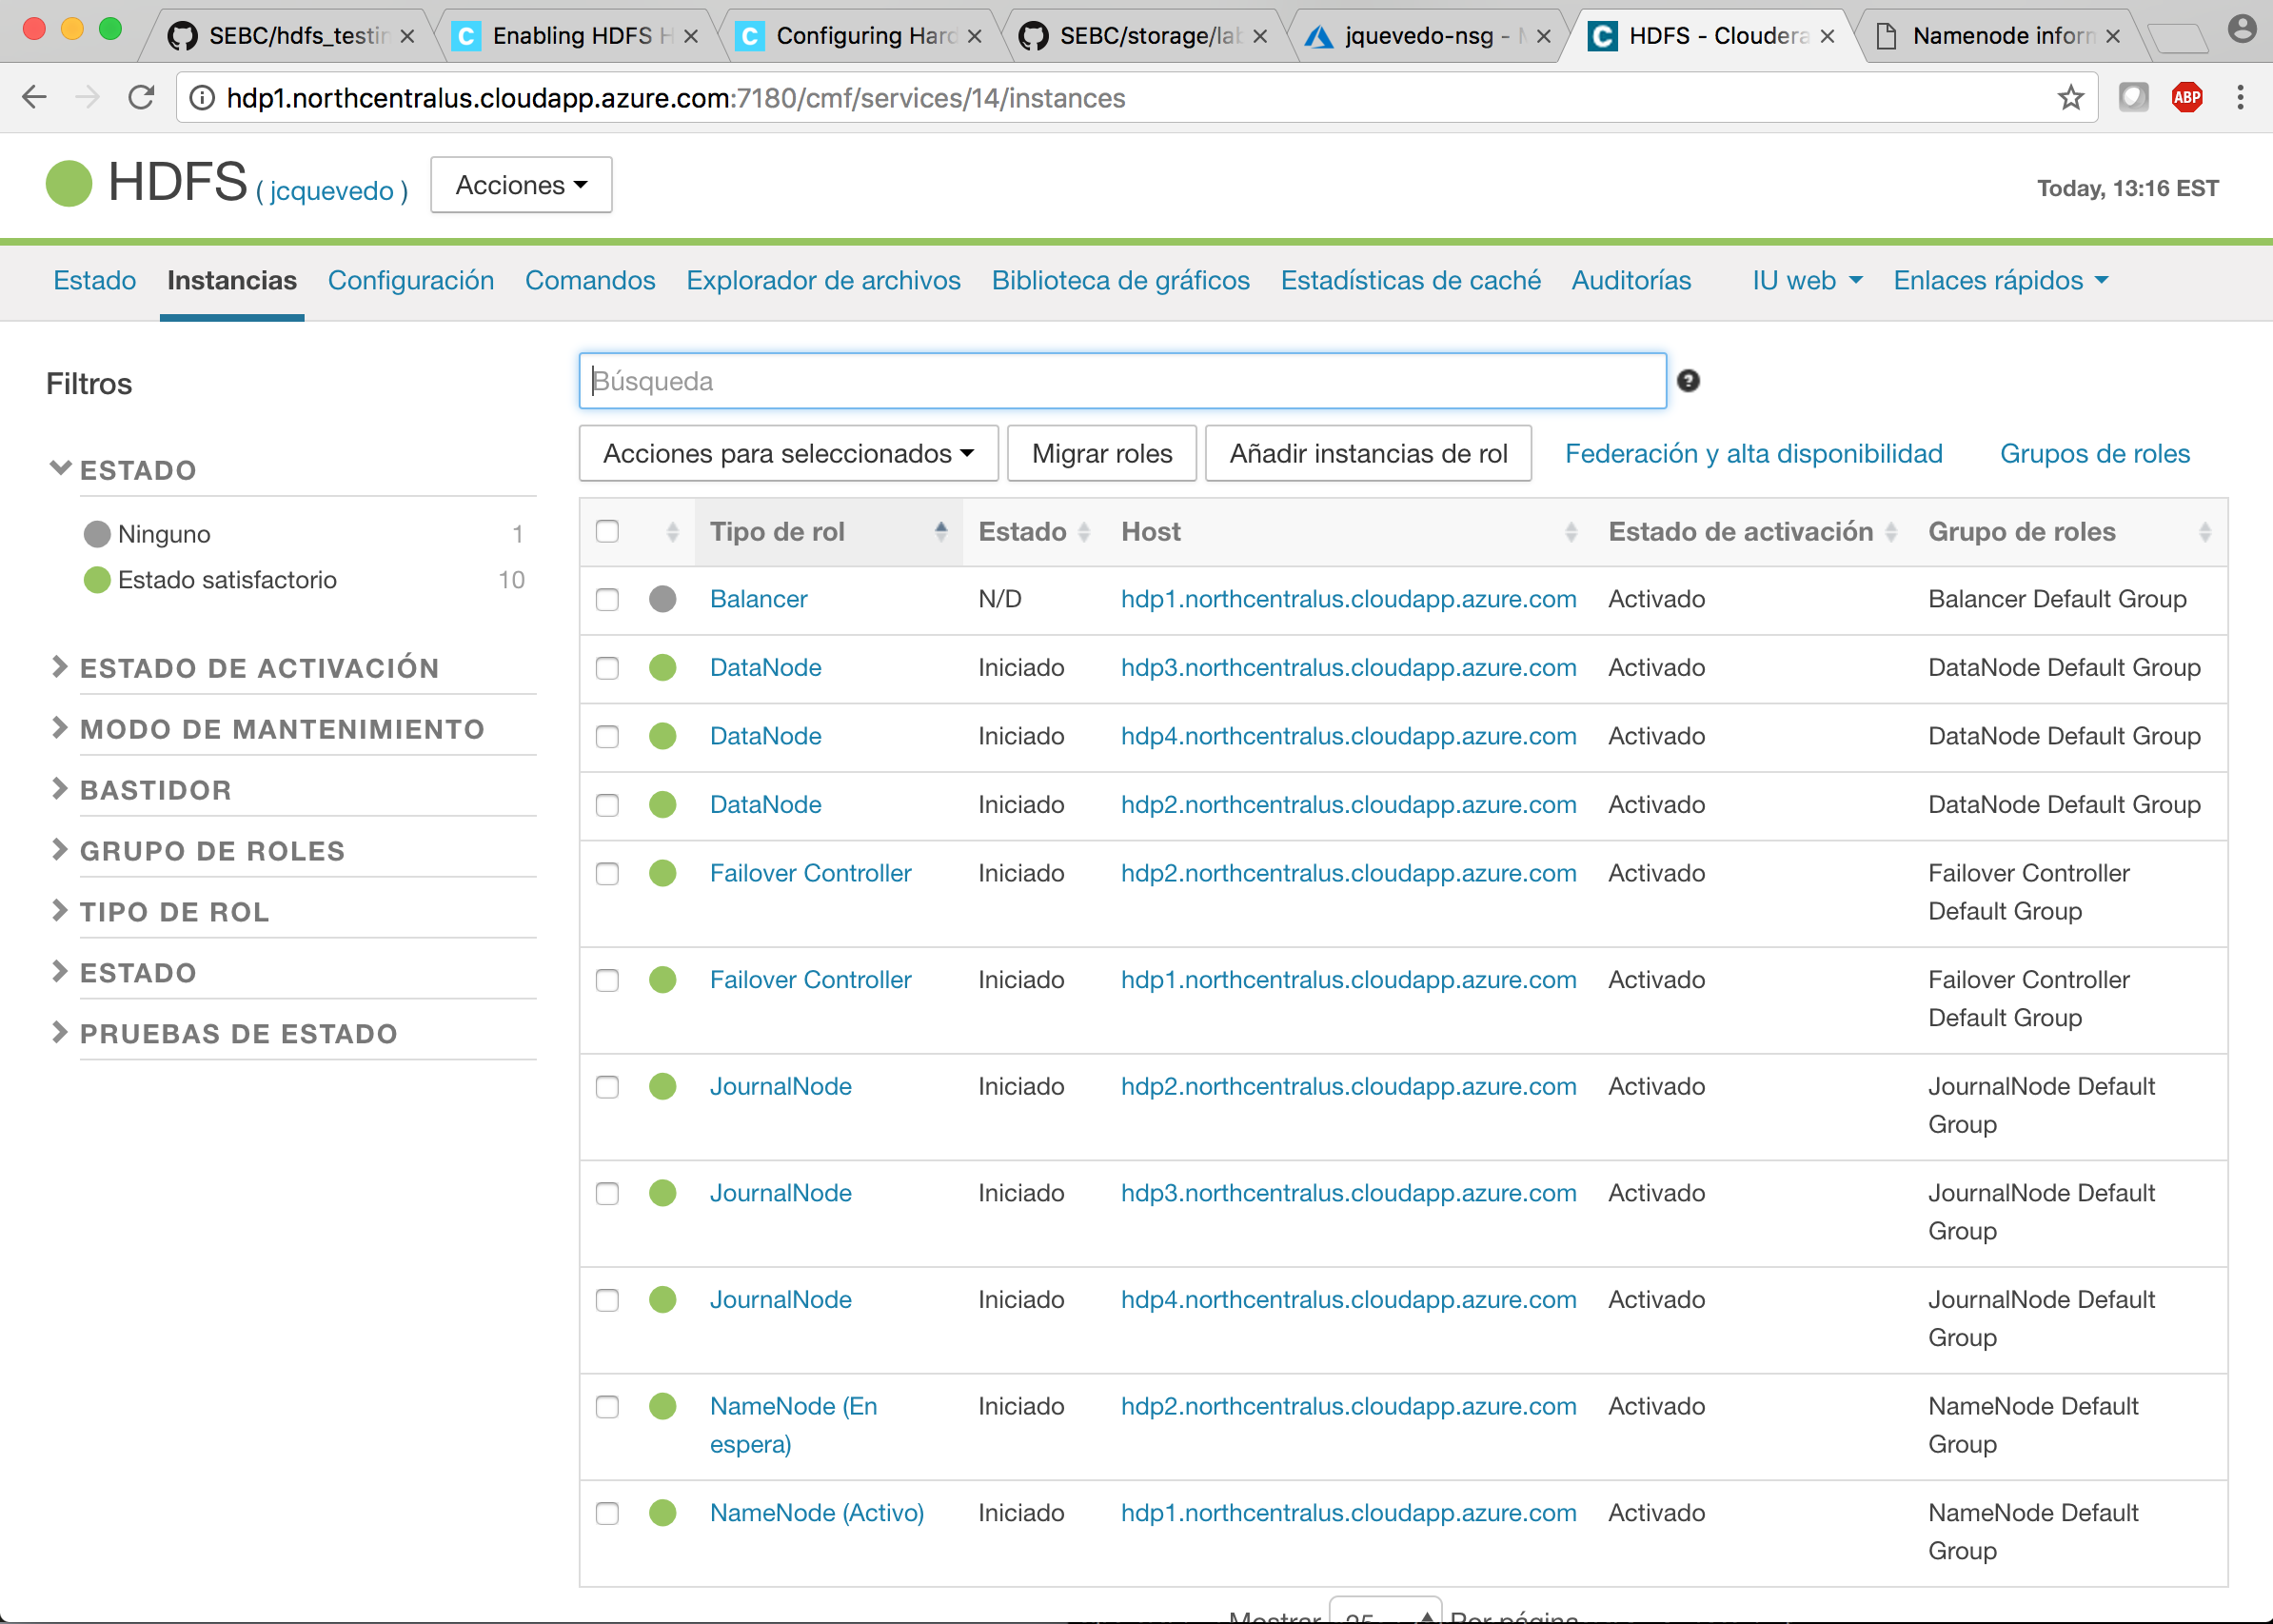 SEBC/hdfs_testin
Enabling HDFS H
Configuring Hard
SEBC/storage/lab
jquevedo-nsg - M
HDFS - Cloudera
Namenode inform
hdp1.northcentralus.cloudapp.azure.com:7180/cmf/services/14/instances
ABP
HDFS ( jcquevedo ) Acciones
Today, 13:16 EST
Estado Instancias Configuración Comandos Explorador de archivos Biblioteca de gráficos Estadísticas de caché Auditorías IU web Enlaces rápidos
Filtros
ESTADO
Ninguno 1
Estado satisfactorio 10
ESTADO DE ACTIVACIÓN
MODO DE MANTENIMIENTO
BASTIDOR
GRUPO DE ROLES
TIPO DE ROL
ESTADO
PRUEBAS DE ESTADO
Búsqueda
Acciones para seleccionados Migrar roles Añadir instancias de rol Federación y alta disponibilidad Grupos de roles
Tipo de rol Estado Host Estado de activación Grupo de roles
Balancer N/D hdp1.northcentralus.cloudapp.azure.com Activado Balancer Default Group
DataNode Iniciado hdp3.northcentralus.cloudapp.azure.com Activado DataNode Default Group
DataNode Iniciado hdp4.northcentralus.cloudapp.azure.com Activado DataNode Default Group
DataNode Iniciado hdp2.northcentralus.cloudapp.azure.com Activado DataNode Default Group
Failover Controller Iniciado hdp2.northcentralus.cloudapp.azure.com Activado Failover Controller
Default Group
Failover Controller Iniciado hdp1.northcentralus.cloudapp.azure.com Activado Failover Controller
Default Group
JournalNode Iniciado hdp2.northcentralus.cloudapp.azure.com Activado JournalNode Default
Group
JournalNode Iniciado hdp3.northcentralus.cloudapp.azure.com Activado JournalNode Default
Group
JournalNode Iniciado hdp4.northcentralus.cloudapp.azure.com Activado JournalNode Default
Group
NameNode (En Iniciado hdp2.northcentralus.cloudapp.azure.com Activado NameNode Default
espera) Group
NameNode (Activo) Iniciado hdp1.northcentralus.cloudapp.azure.com Activado NameNode Default
Group
Mostrar 25 Por página